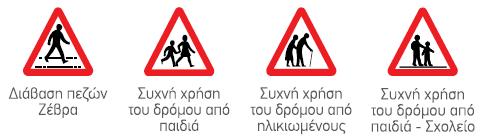 Διάβαση πεζών
Ζέβρα
Συχνή χρήση
του δρόμου από
παιδιά
Συχνή χρήση
του δρόμου από
ηλικιωμένους
Συχνή χρήση
του δρόμου από
παιδιά - Σχολείο